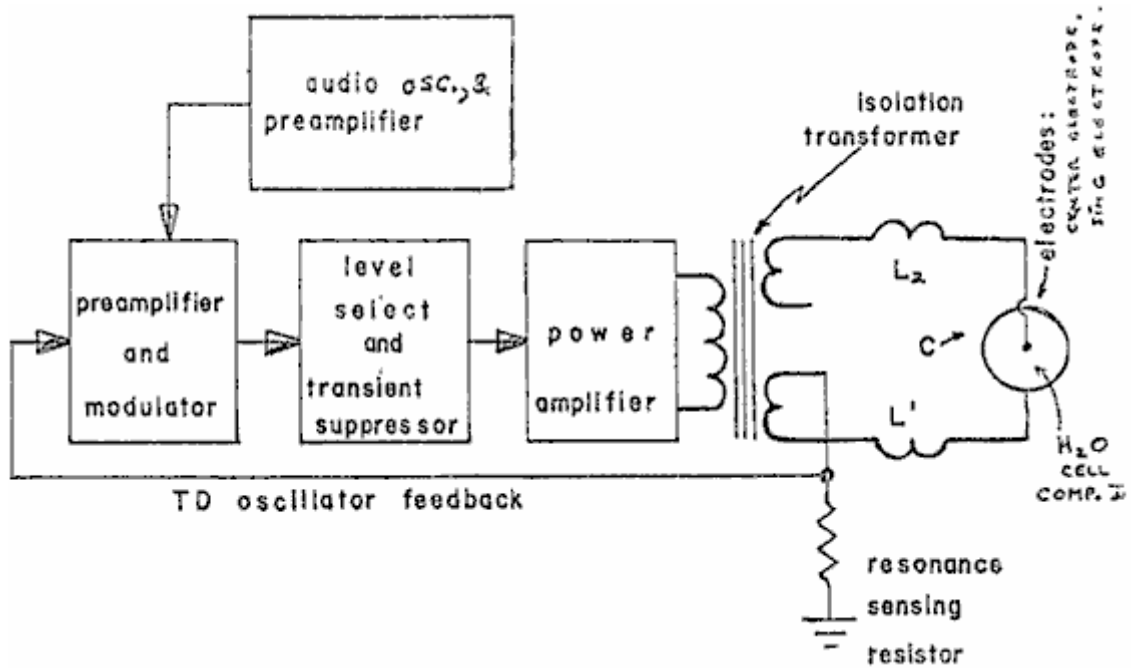 audio osc., &
preamplifier
isolation
transformer
electrodes:
CENTER ELECTRODE,
RING ELECTRODE.
preamplifier
and
modulator
level
select
and
transient
suppressor
power
amplifier
L2
C
L'
H2O
CELL
COMP. II
TD oscillator feedback
resonance
sensing
resistor